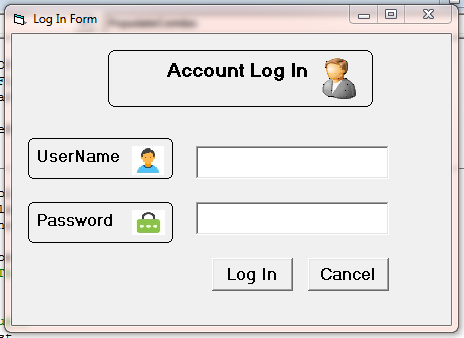 Log In Form
Account Log In
UserName
Password
Log In
Cancel